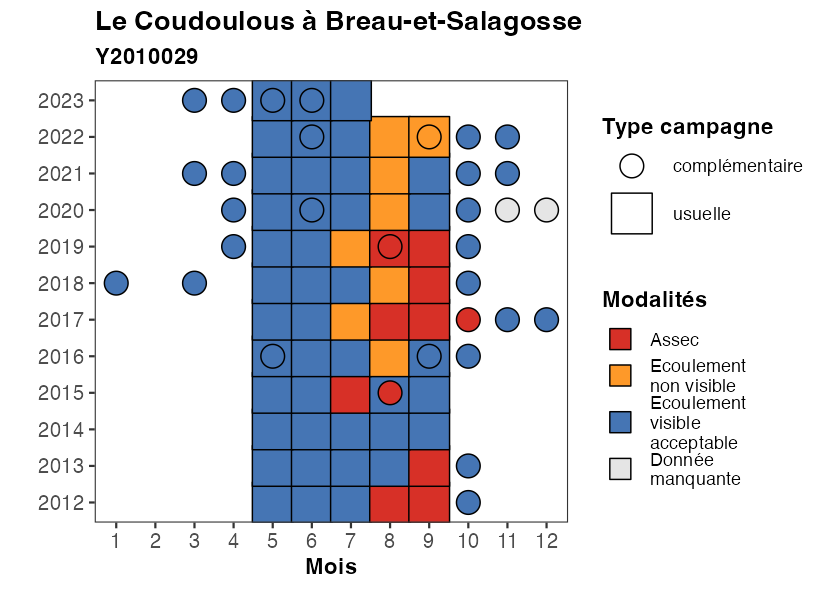 Le Coudoulous à Breau-et-Salagosse
Y2010029
2023
2022
2021
2020
2019
2018
2017
2016
2015
2014
2013
2012
1 2 3 4 5 6 7 8 9 10 11 12
Mois
Type campagne
complémentaire
usuelle
Modalités
Assec
Ecoulement
non visible
Ecoulement
visible
acceptable
Donnée
manquante